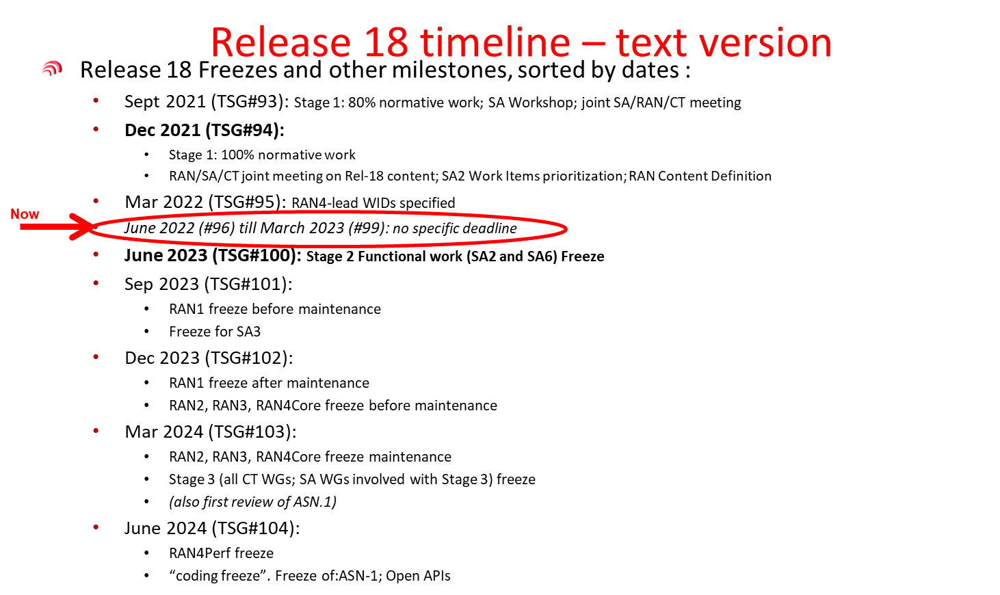 Release 18 timeline – text version
Release 18 Freezes and other milestones, sorted by dates :
• Sept 2021 (TSG#93): Stage 1: 80% normative work; SA Workshop; joint SA/RAN/CT meeting
• Dec 2021 (TSG#94):
• Stage 1: 100% normative work
• RAN/SA/CT joint meeting on Rel-18 content; SA2 Work Items prioritization; RAN Content Definition
• Mar 2022 (TSG#95): RAN4-lead WIDs specified
Now
• June 2022 (#96) till March 2023 (#99): no specific deadline
• June 2023 (TSG#100): Stage 2 Functional work (SA2 and SA6) Freeze
• Sep 2023 (TSG#101):
• RAN1 freeze before maintenance
• Freeze for SA3
• Dec 2023 (TSG#102):
• RAN1 freeze after maintenance
• RAN2, RAN3, RAN4Core freeze before maintenance
• Mar 2024 (TSG#103):
• RAN2, RAN3, RAN4Core freeze maintenance
• Stage 3 (all CT WGs; SA WGs involved with Stage 3) freeze
• (also first review of ASN.1)
• June 2024 (TSG#104):
• RAN4Perf freeze
• “coding freeze”. Freeze of:ASN-1; Open APIs